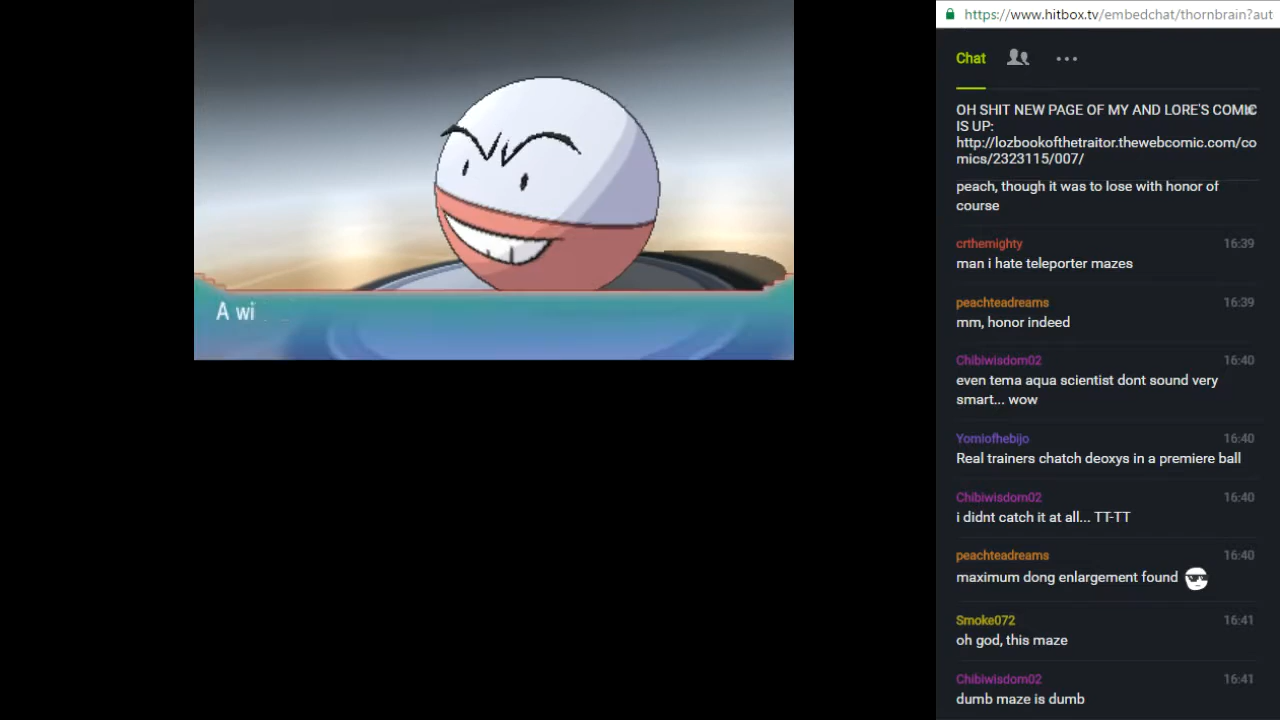 A wi
https://www.hitbox.tv/embedchat/thornbrain?aut
Chat
OH SHIT NEW PAGE OF MY AND LORE'S COMIC
IS UP:
http://lozbookofthetraitor.thewebcomic.com/co
mics/2323115/007/
peach, though it was to lose with honor of
course
crthemighty 16:39
man i hate teleporter mazes
peachteadreams 16:39
mm, honor indeed
Chibiwisdom02 16:40
even tema aqua scientist dont sound very
smart... wow
Yomiofhebijo 16:40
Real trainers chatch deoxys in a premiere ball
Chibiwisdom02 16:40
i didnt catch it at all... TT-TT
peachteadreams 16:40
maximum dong enlargement found
Smoke072 16:41
oh god, this maze
Chibiwisdom02 16:41
dumb maze is dumb